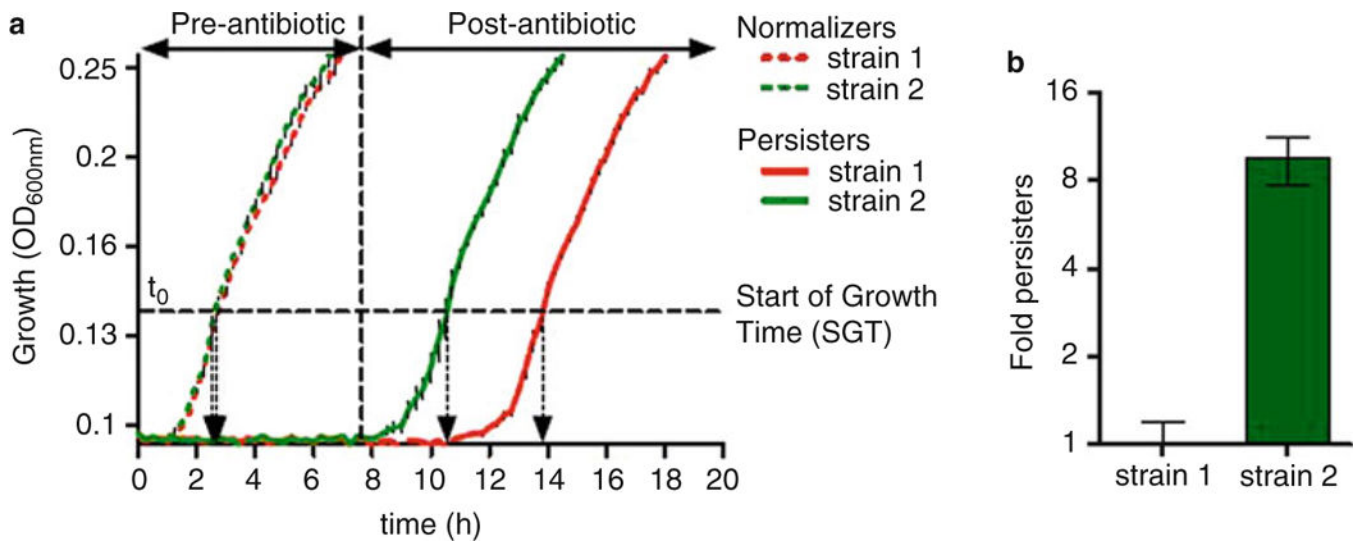 a
Pre-antibiotic
Post-antibiotic
Growth (OD600nm)
0.25
0.2
0.16
0.13
0.1
t0
0 2 4 6 8 10 12 14 16 18 20
time (h)
Normalizers
strain 1
strain 2
Persisters
strain 1
strain 2
Start of Growth
Time (SGT)
b
Fold persisters
16
8
4
2
1
strain 1 strain 2